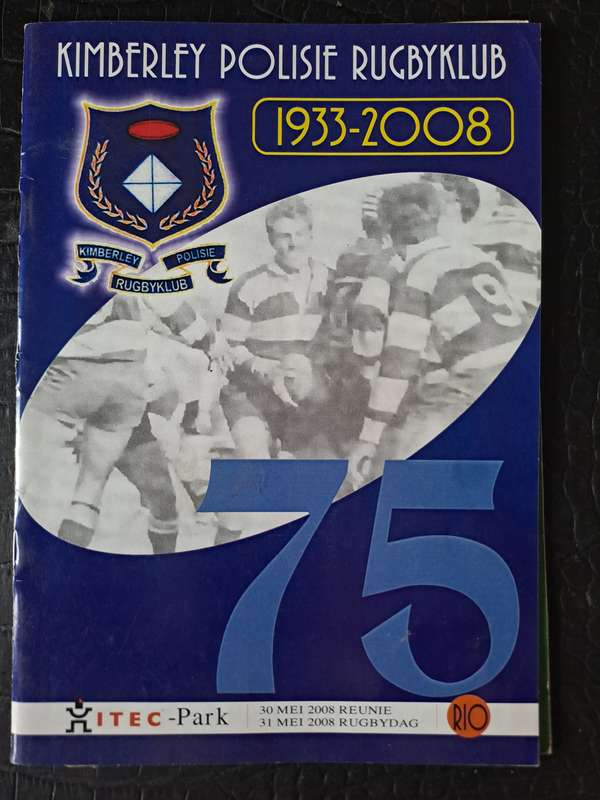 KIMBERLEY POLISIE RUGBYKLUB
1933-2008
KIMBERLEY POLISIE
RUGBYKLUB
9
75
ITEC-Park
30 MEI 2008 REUNIE
31 MEI 2008 RUGBYDAG
RIO